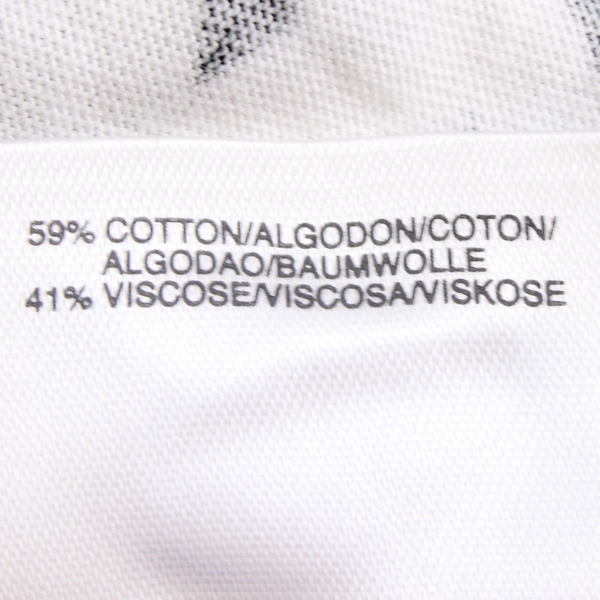 59% COTTON/ALGODON/COTON/
ALGODAO/BAUMWOLLE
41% VISCOSE/VISCOSA/VISKOSE